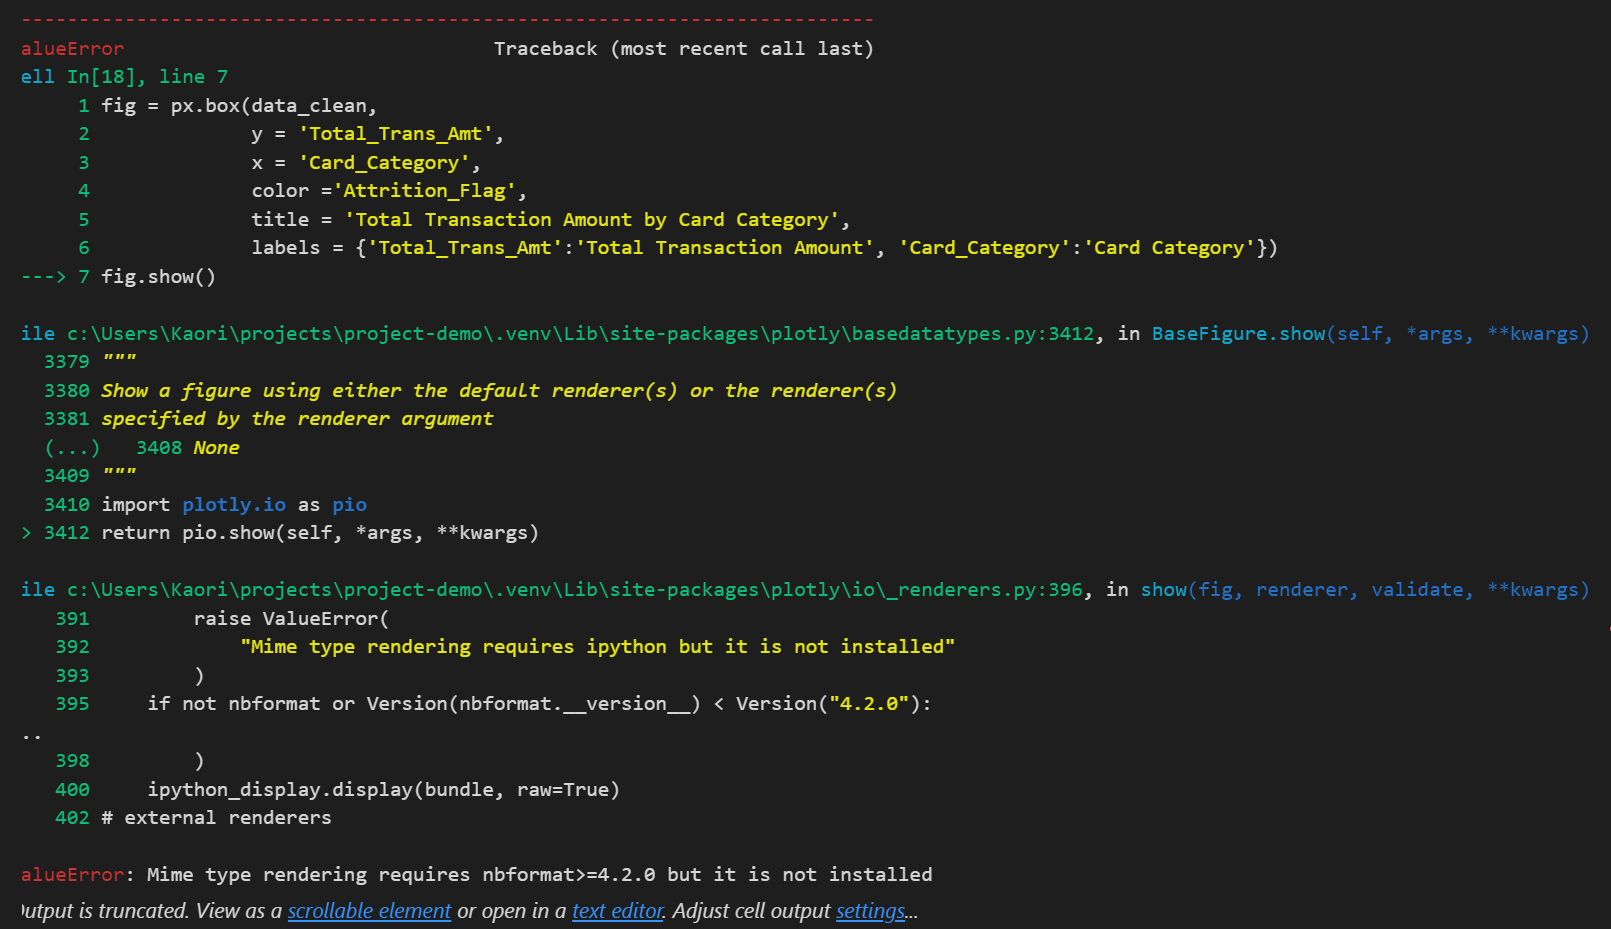 --------------------------------------------------------------------------
alueError                                Traceback (most recent call last)
ell In[18], line 7
     1 fig = px.box(data_clean,
     2              y = 'Total_Trans_Amt',
     3              x = 'Card_Category',
     4              color ='Attrition_Flag',
     5              title = 'Total Transaction Amount by Card Category',
     6              labels = {'Total_Trans_Amt':'Total Transaction Amount', 'Card_Category':'Card Category'})
---> 7 fig.show()
ile c:\Users\Kaori\projects\project-demo\.venv\Lib\site-packages\plotly\basedatatypes.py:3412, in BaseFigure.show(self, *args, **kwargs)
  3379 """
  3380 Show a figure using either the default renderer(s) or the renderer(s)
  3381 specified by the renderer argument
  (...)   3408 None
  3409 """
  3410 import plotly.io as pio
> 3412 return pio.show(self, *args, **kwargs)
ile c:\Users\Kaori\projects\project-demo\.venv\Lib\site-packages\plotly\io\_renderers.py:396, in show(fig, renderer, validate, **kwargs)
   391         raise ValueError(
   392             "Mime type rendering requires ipython but it is not installed"
   393         )
   395     if not nbformat or Version(nbformat.__version__) < Version("4.2.0"):
..
   398         )
   400     ipython_display.display(bundle, raw=True)
   402 # external renderers
alueError: Mime type rendering requires nbformat>=4.2.0 but it is not installed
Output is truncated. View as a scrollable element or open in a text editor. Adjust cell output settings...